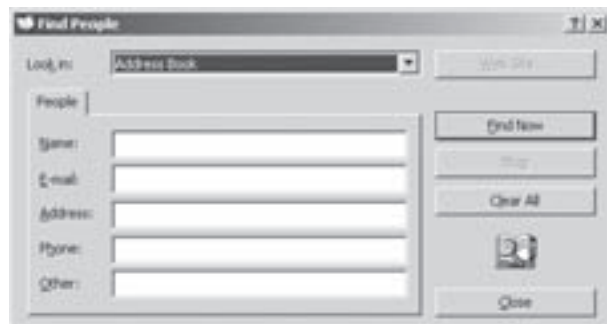 Find People
Look in: Address Book Web Site...
People
Name:
E-mail:
Address:
Phone:
Other:
Find Now
Stop
Clear All
Close